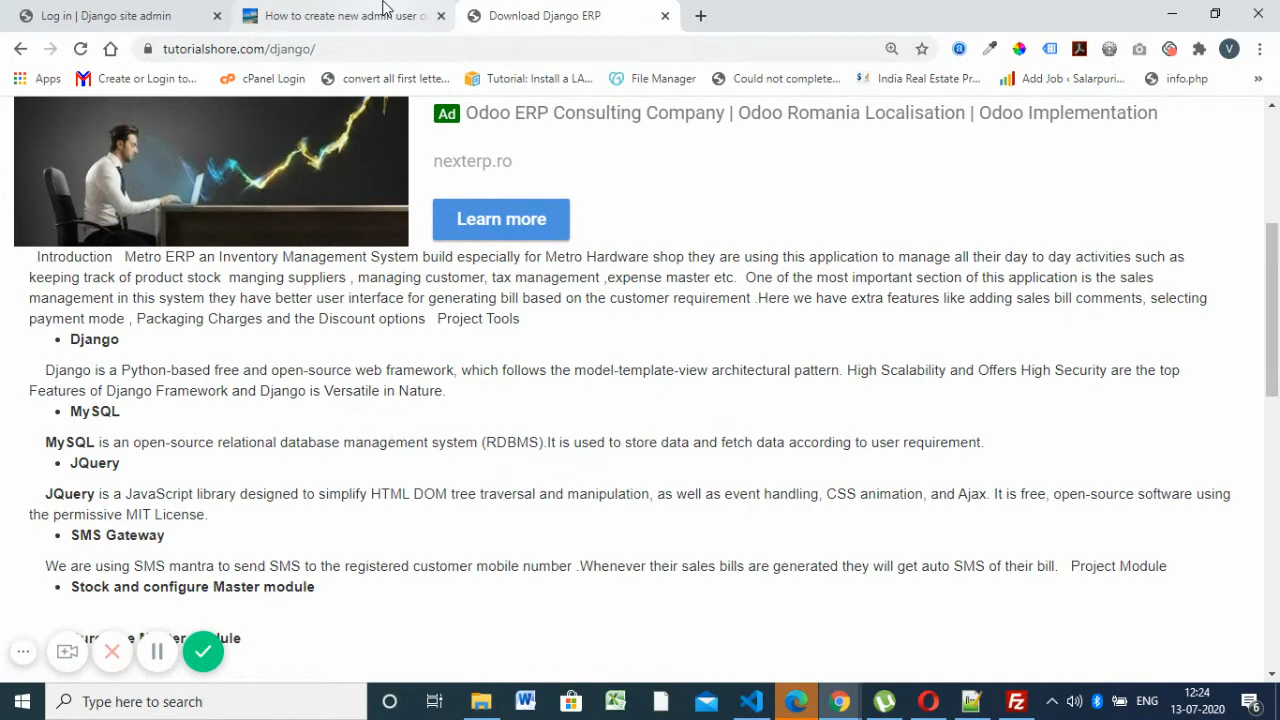 Log in | Django site admin
How to create new admin user o
Download Django ERP
tutorialshore.com/django/
V
Apps
Create or Login to...
cPanel Login
convert all first lette...
Tutorial: Install a LA...
File Manager
Could not complete...
India Real Estate Pr...
Add Job ‹ Salarpuri...
info.php
»
Ad Odoo ERP Consulting Company | Odoo Romania Localisation | Odoo Implementation
nexterp.ro
Learn more
Introduction Metro ERP an Inventory Management System build especially for Metro Hardware shop they are using this application to manage all their day to day activities such as
keeping track of product stock manging suppliers , managing customer, tax management ,expense master etc. One of the most important section of this application is the sales
management in this system they have better user interface for generating bill based on the customer requirement .Here we have extra features like adding sales bill comments, selecting
payment mode , Packaging Charges and the Discount options Project Tools
• Django
Django is a Python-based free and open-source web framework, which follows the model-template-view architectural pattern. High Scalability and Offers High Security are the top
Features of Django Framework and Django is Versatile in Nature.
• MySQL
MySQL is an open-source relational database management system (RDBMS).It is used to store data and fetch data according to user requirement.
• JQuery
JQuery is a JavaScript library designed to simplify HTML DOM tree traversal and manipulation, as well as event handling, CSS animation, and Ajax. It is free, open-source software using
the permissive MIT License.
• SMS Gateway
We are using SMS mantra to send SMS to the registered customer mobile number .Whenever their sales bills are generated they will get auto SMS of their bill. Project Module
• Stock and configure Master module
Type here to search
ENG
12:24
13-07-2020
6